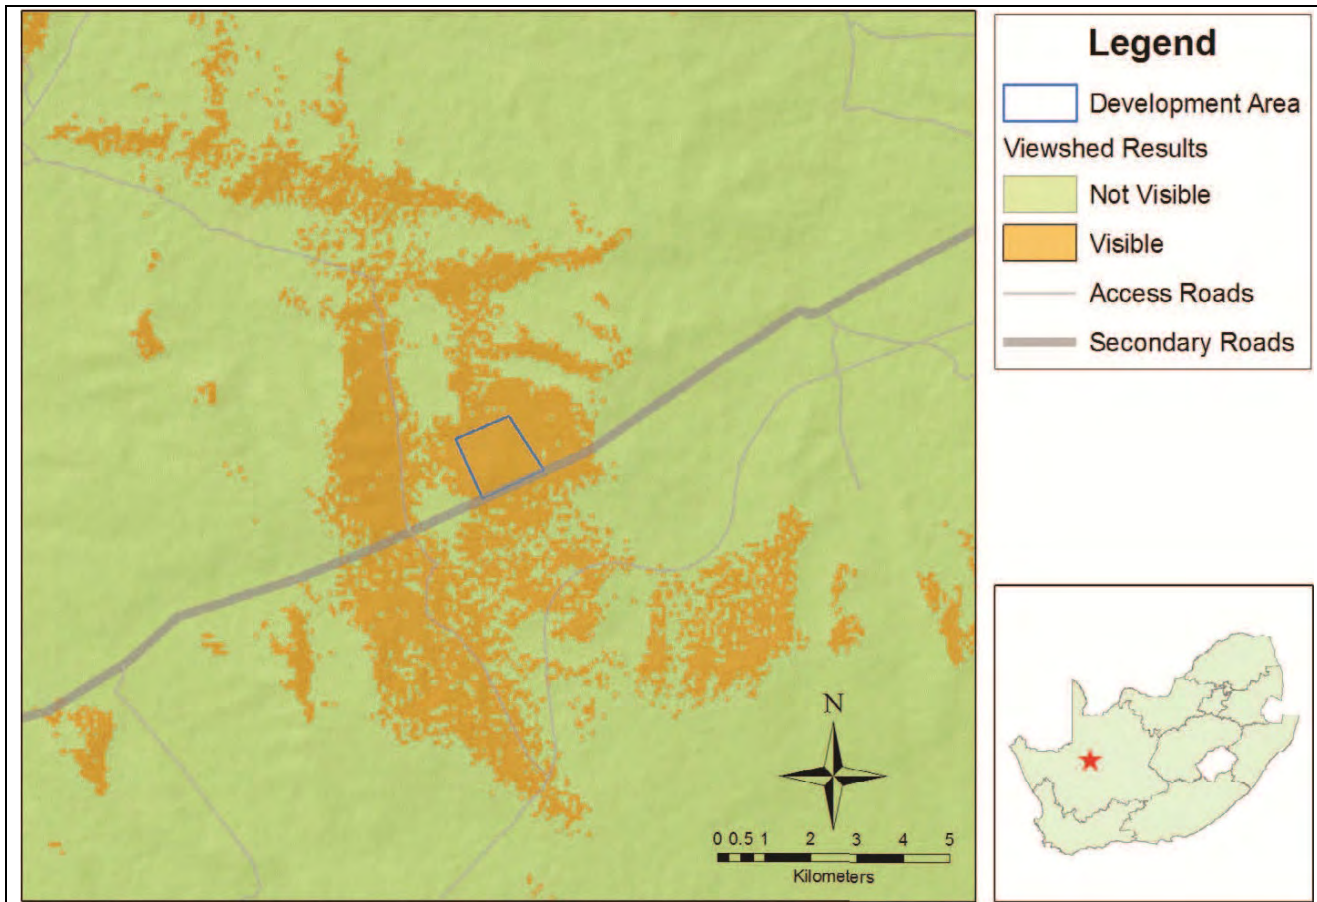 Legend
Development Area
Viewshed Results
Not Visible
Visible
Access Roads
Secondary Roads
N
0 0.5 1 2 3 4 5
Kilometers